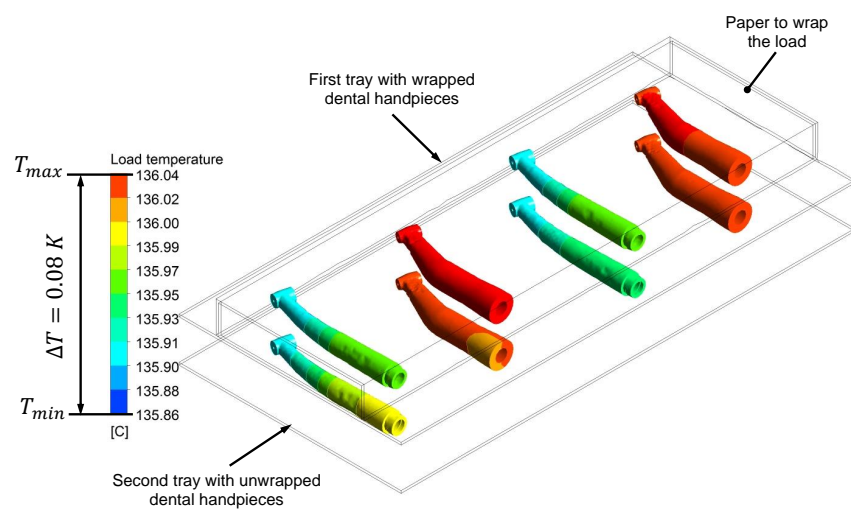 Paper to wrap
the load
First tray with wrapped
dental handpieces
T_max
Load temperature
136.04
136.02
136.00
135.99
135.97
135.95
135.93
135.91
135.90
135.88
135.86
[C]
ΔT = 0.08 K
T_min
Second tray with unwrapped
dental handpieces